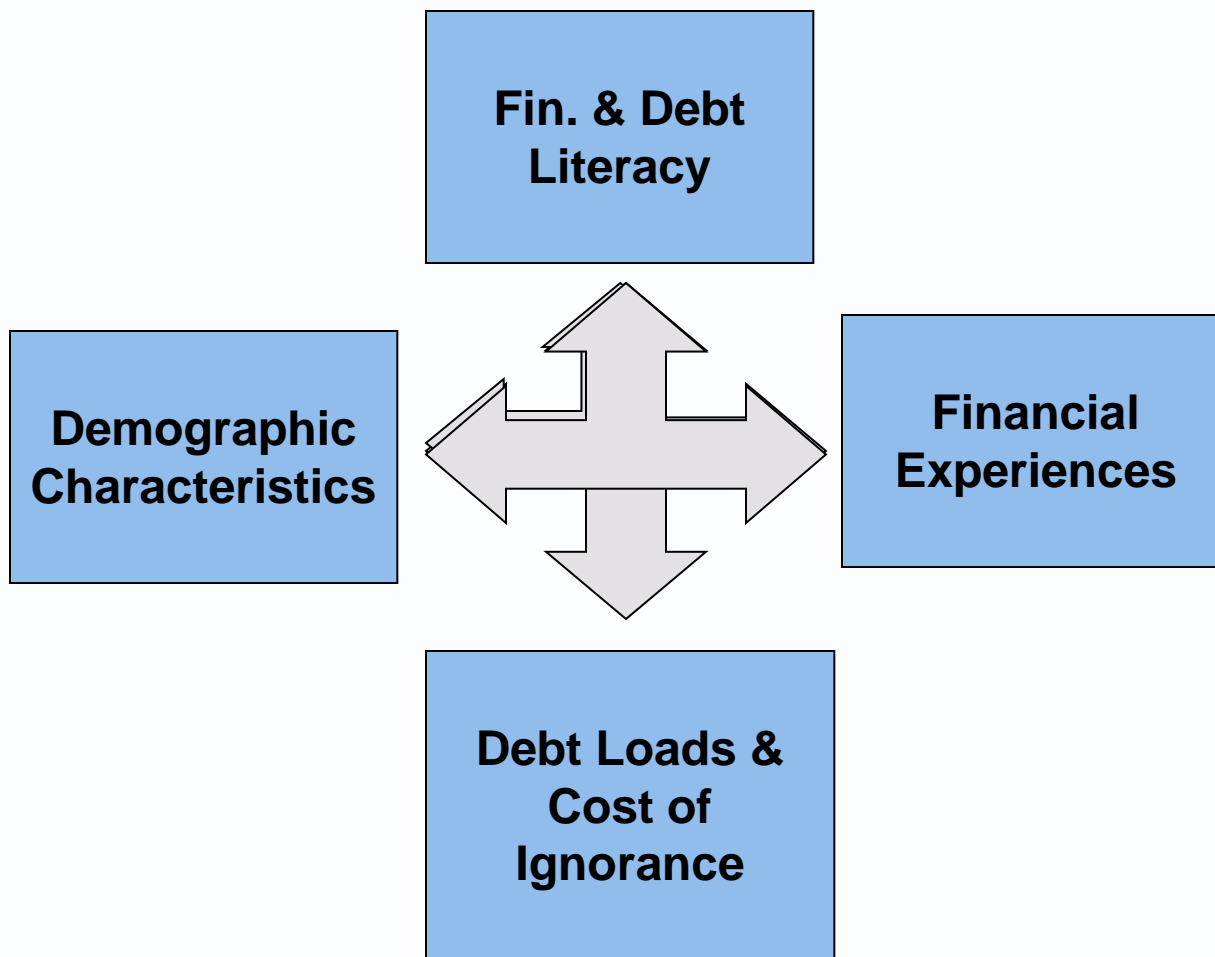 Fin. & Debt
Literacy
Demographic
Characteristics
Financial
Experiences
Debt Loads &
Cost of
Ignorance